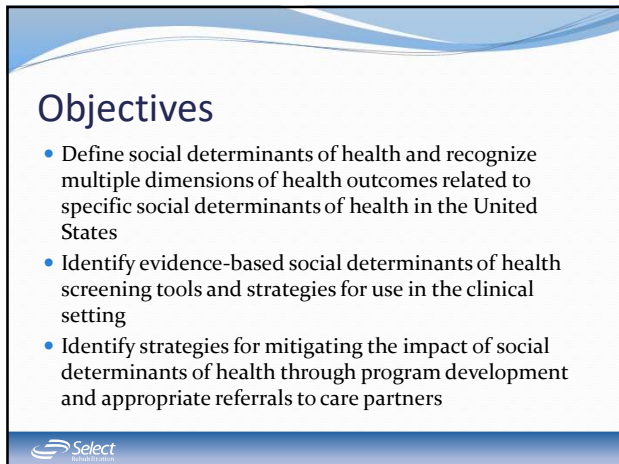 Objectives
• Define social determinants of health and recognize
multiple dimensions of health outcomes related to
specific social determinants of health in the United
States
• Identify evidence-based social determinants of health
screening tools and strategies for use in the clinical
setting
• Identify strategies for mitigating the impact of social
determinants of health through program development
and appropriate referrals to care partners
Select
Rehabilitation